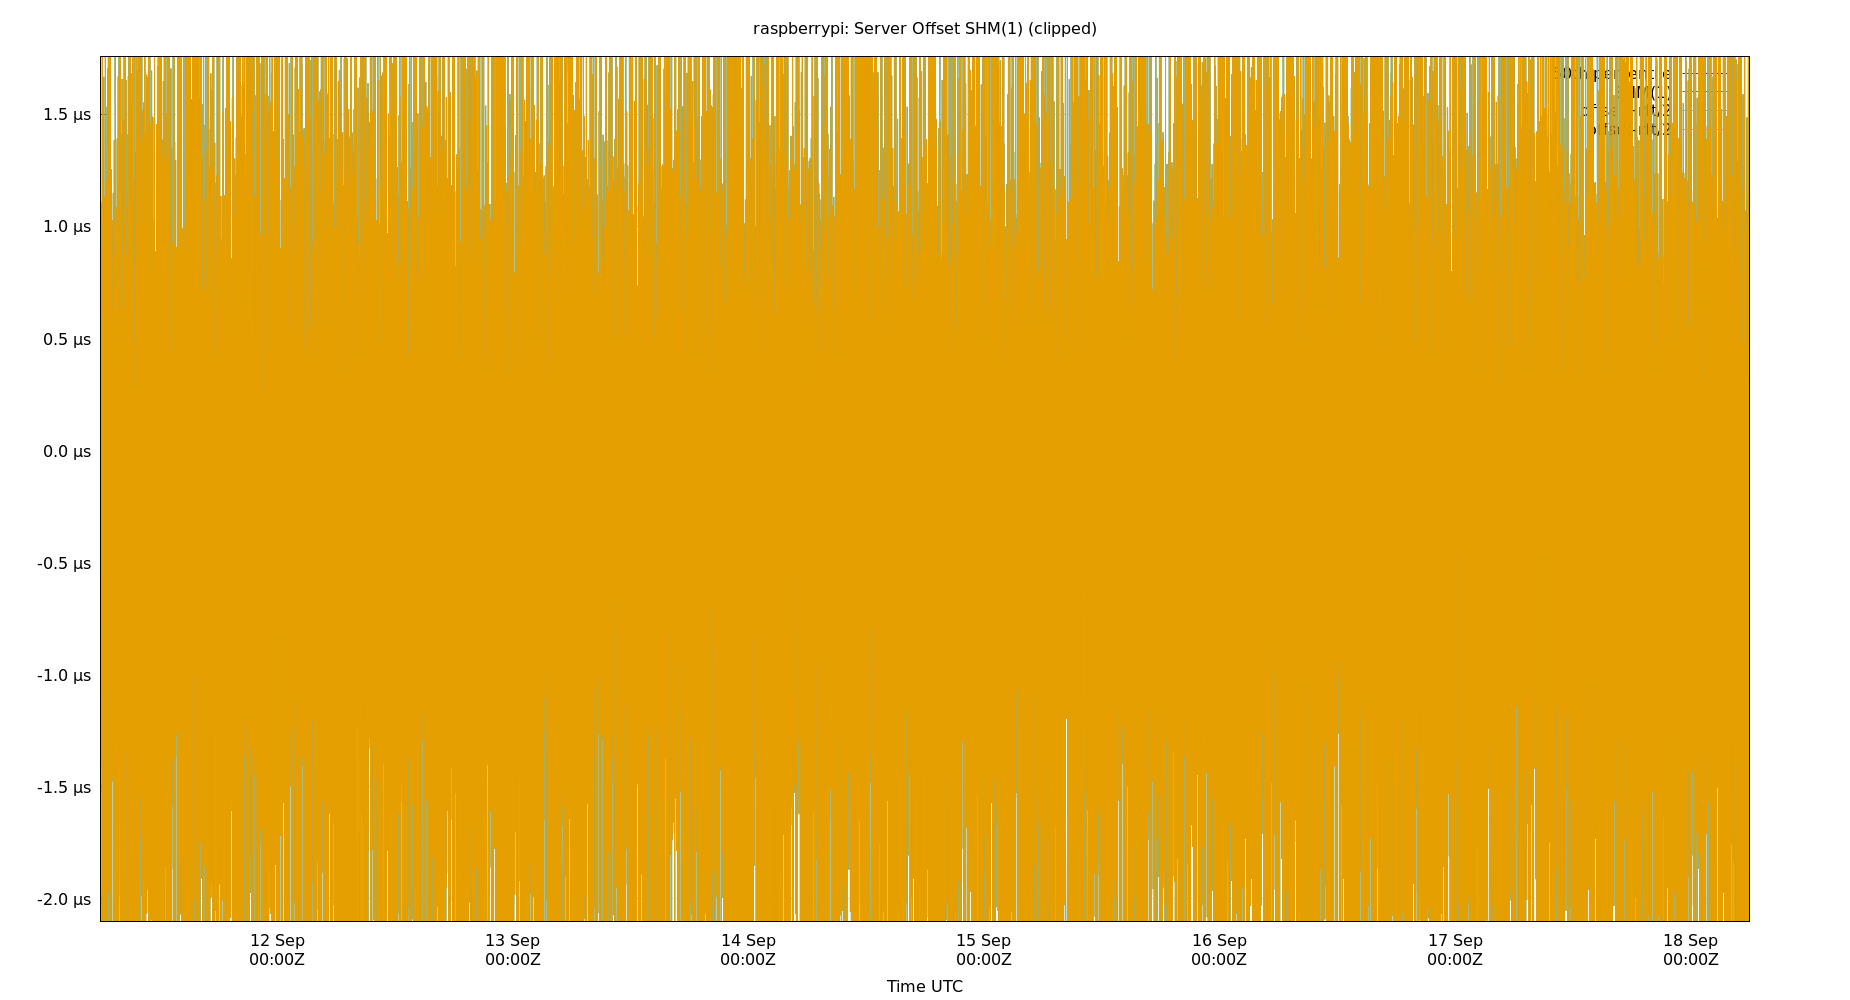 raspberrypi: Server Offset SHM(1) (clipped)
1.5 µs
1.0 µs
0.5 µs
0.0 µs
-0.5 µs
-1.0 µs
-1.5 µs
-2.0 µs
12 Sep 13 Sep 14 Sep 15 Sep 16 Sep 17 Sep 18 Sep
00:00Z 00:00Z 00:00Z 00:00Z 00:00Z 00:00Z 00:00Z
Time UTC